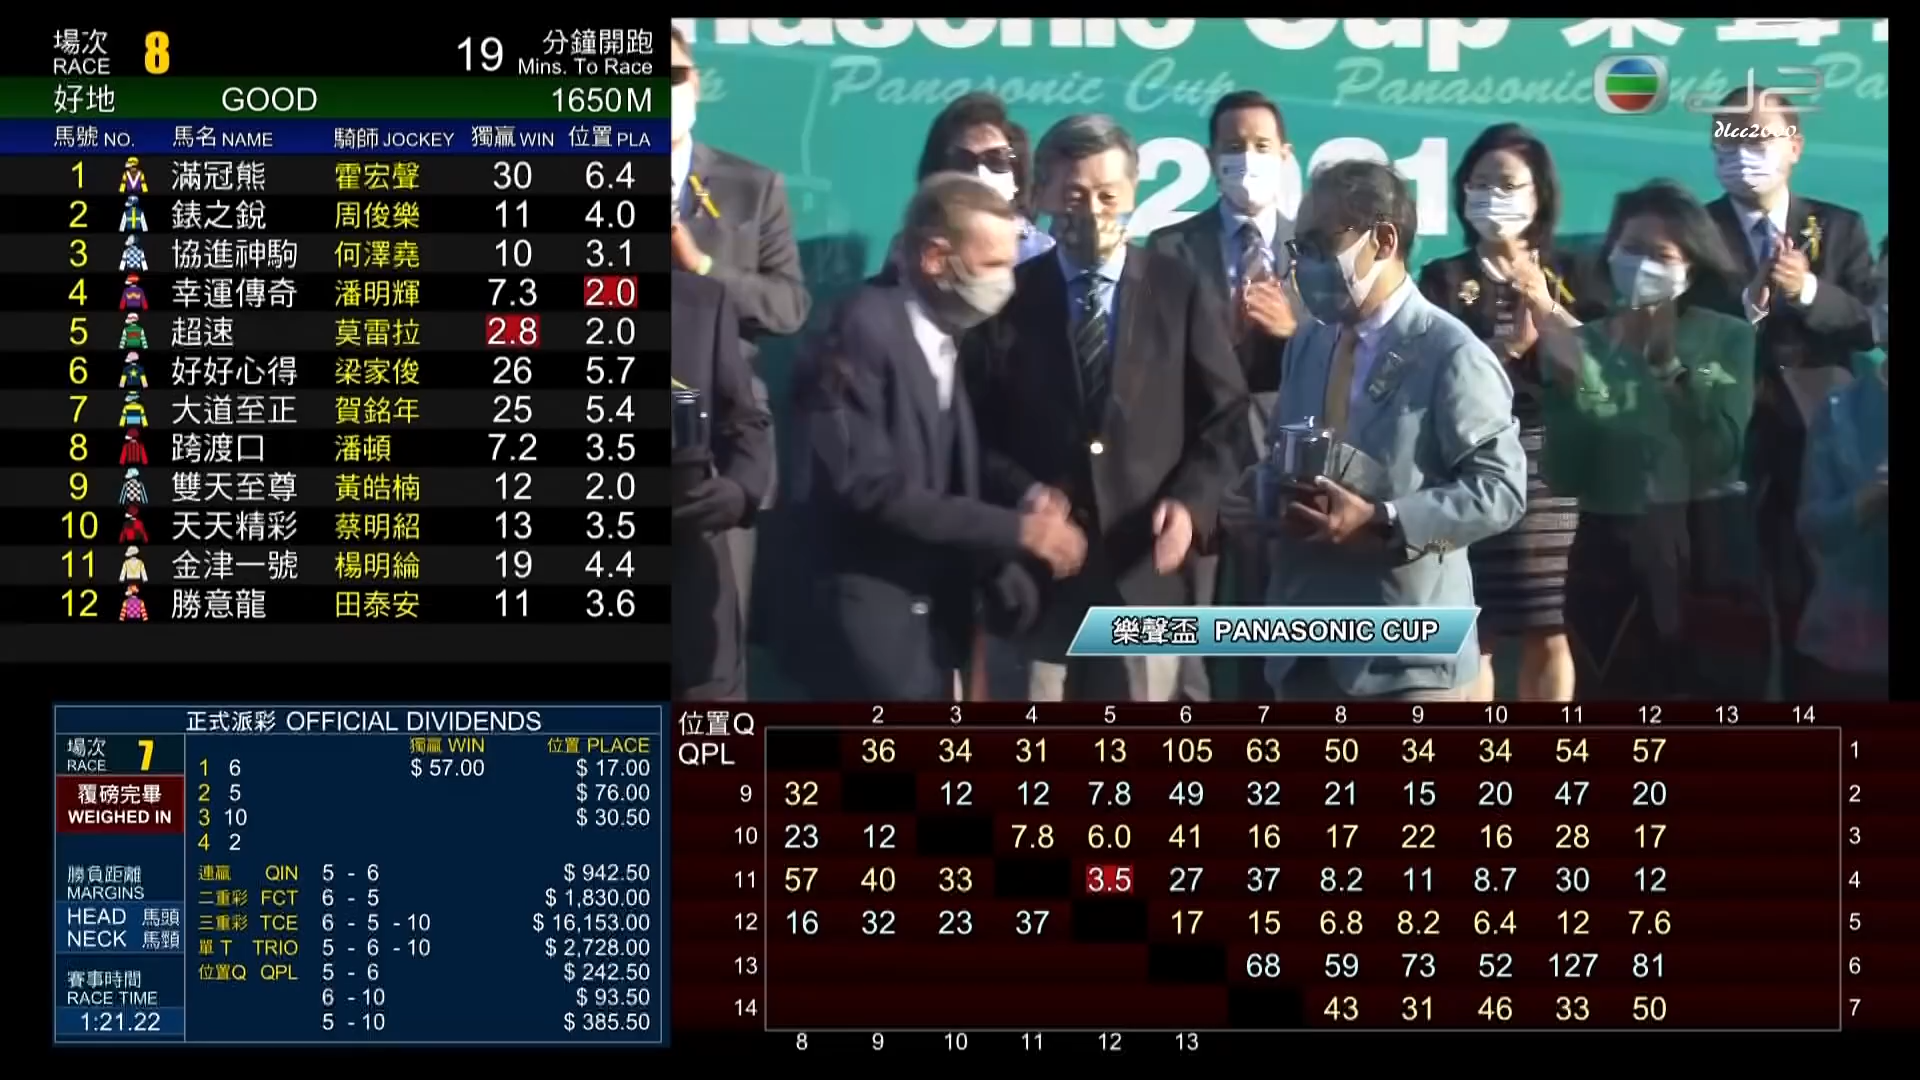 場次 RACE 8 19 分鐘開跑 Mins. To Race
好地 GOOD 1650M
馬號 NO. 馬名 NAME 騎師 JOCKEY 獨贏 WIN 位置 PLA
1 滿冠熊 霍宏聲 30 6.4
2 錶之銳 周俊樂 11 4.0
3 協進神駒 何澤堯 10 3.1
4 幸運傳奇 潘明輝 7.3 2.0
5 超速 莫雷拉 2.8 2.0
6 好好心得 梁家俊 26 5.7
7 大道至正 賀銘年 25 5.4
8 跨渡口 潘頓 7.2 3.5
9 雙天至尊 黃皓楠 12 2.0
10 天天精彩 蔡明紹 13 3.5
11 金津一號 楊明綸 19 4.4
12 勝意龍 田泰安 11 3.6
nasonic Cup 樂聲
Panasonic Cup Panasonic Cup Pa
2021
J2
dlcc2000
樂聲盃 PANASONIC CUP
正式派彩 OFFICIAL DIVIDENDS
場次 RACE 7
覆磅完畢
WEIGHED IN
勝負距離
MARGINS
HEAD 馬頭
NECK 馬頸
賽事時間
RACE TIME
1:21.22
獨贏 WIN 位置 PLACE
1 6 $ 57.00 $ 17.00
2 5 $ 76.00
3 10 $ 30.50
4 2
連贏 QIN 5 - 6 $ 942.50
二重彩 FCT 6 - 5 $ 1,830.00
三重彩 TCE 6 - 5 - 10 $ 16,153.00
單T TRIO 5 - 6 - 10 $ 2,728.00
位置Q QPL 5 - 6 $ 242.50
6 - 10 $ 93.50
5 - 10 $ 385.50
位置Q
QPL
2 3 4 5 6 7 8 9 10 11 12 13 14
36 34 31 13 105 63 50 34 34 54 57 1
9 32 12 12 7.8 49 32 21 15 20 47 20 2
10 23 12 7.8 6.0 41 16 17 22 16 28 17 3
11 57 40 33 3.5 27 37 8.2 11 8.7 30 12 4
12 16 32 23 37 17 15 6.8 8.2 6.4 12 7.6 5
13 68 59 73 52 127 81 6
14 43 31 46 33 50 7
8 9 10 11 12 13